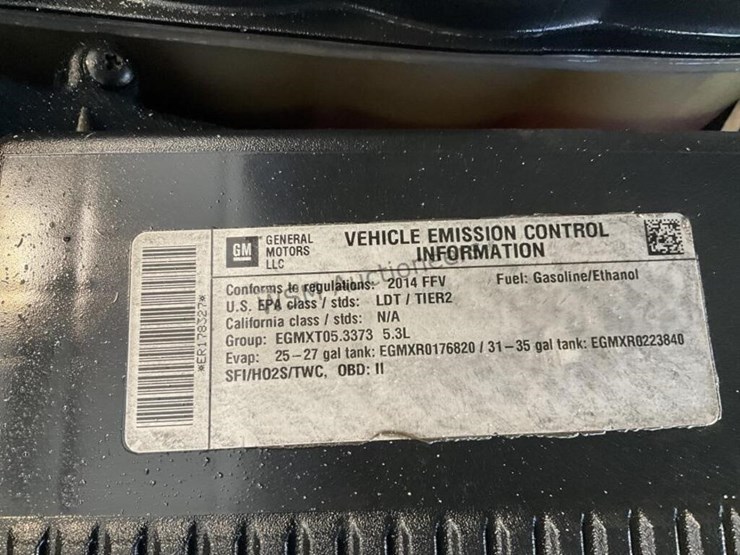 GM GENERAL MOTORS LLC
VEHICLE EMISSION CONTROL
INFORMATION
Conforms to regulations: 2014 FFV Fuel: Gasoline/Ethanol
U.S. EPA class / stds: LDT / TIER2
California class / stds: N/A
Group: EGMXT05.3373 5.3L
Evap: 25-27 gal tank: EGMXR0176820 / 31-35 gal tank: EGMXR0223840
SFI/HO2S/TWC, OBD: II
*ER178327*